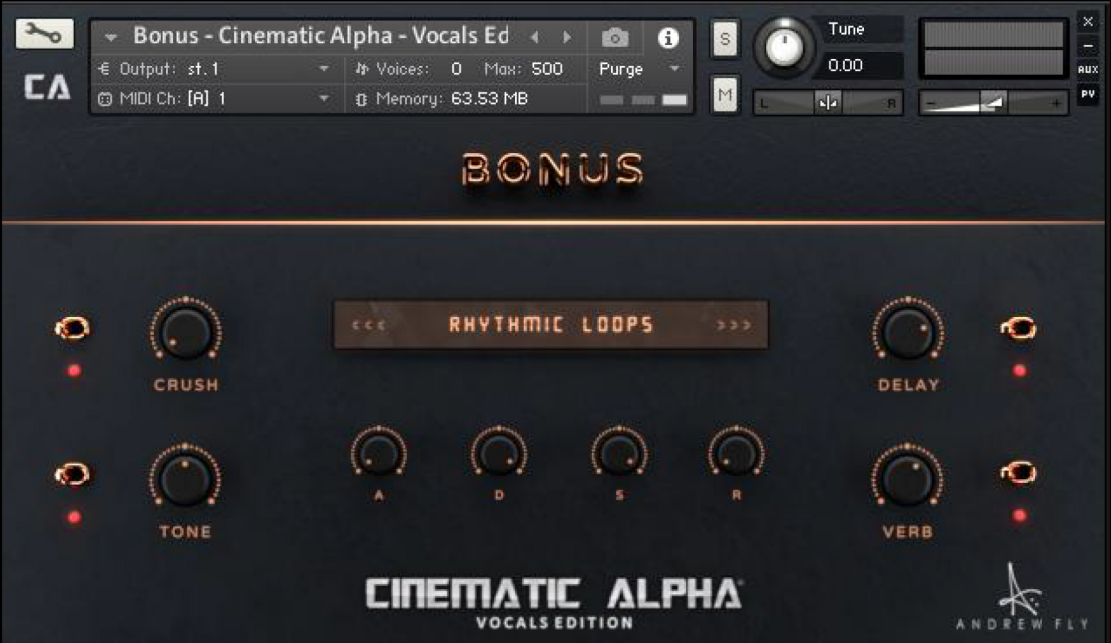 Bonus - Cinematic Alpha - Vocals Ed
Output: st.1
Voices: 0 Max: 500
Purge
MIDI Ch: [A] 1
Memory: 63.53 MB
S
M
Tune
0.00
L R
- +
X
-
AUX
PV
CA
BONUS
<<< RHYTHMIC LOOPS >>>
CRUSH
DELAY
A D S R
TONE
VERB
CINEMATIC ALPHA
VOCALS EDITION
ANDREW FLY